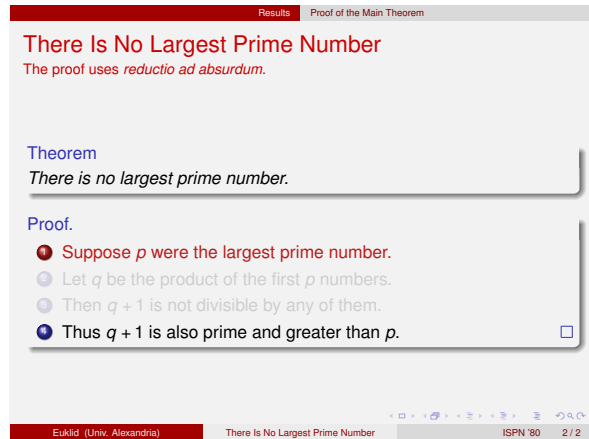 Results Proof of the Main Theorem
There Is No Largest Prime Number
The proof uses reductio ad absurdum.
Theorem
There is no largest prime number.
Proof.
1 Suppose p were the largest prime number.
2 Let q be the product of the first p numbers.
3 Then q + 1 is not divisible by any of them.
4 Thus q + 1 is also prime and greater than p.
Euklid (Univ. Alexandria) There Is No Largest Prime Number ISPN '80 2 / 2